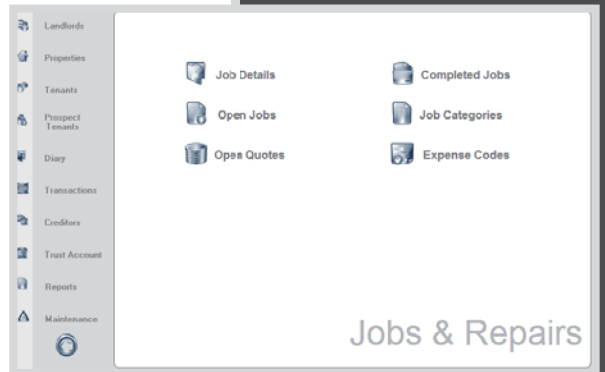 Landlords
Properties
Tenants
Prospect
Tenants
Diary
Transactions
Creditors
Trust Account
Reports
Maintenance
Job Details
Completed Jobs
Open Jobs
Job Categories
Open Quotes
Expense Codes
Jobs & Repairs